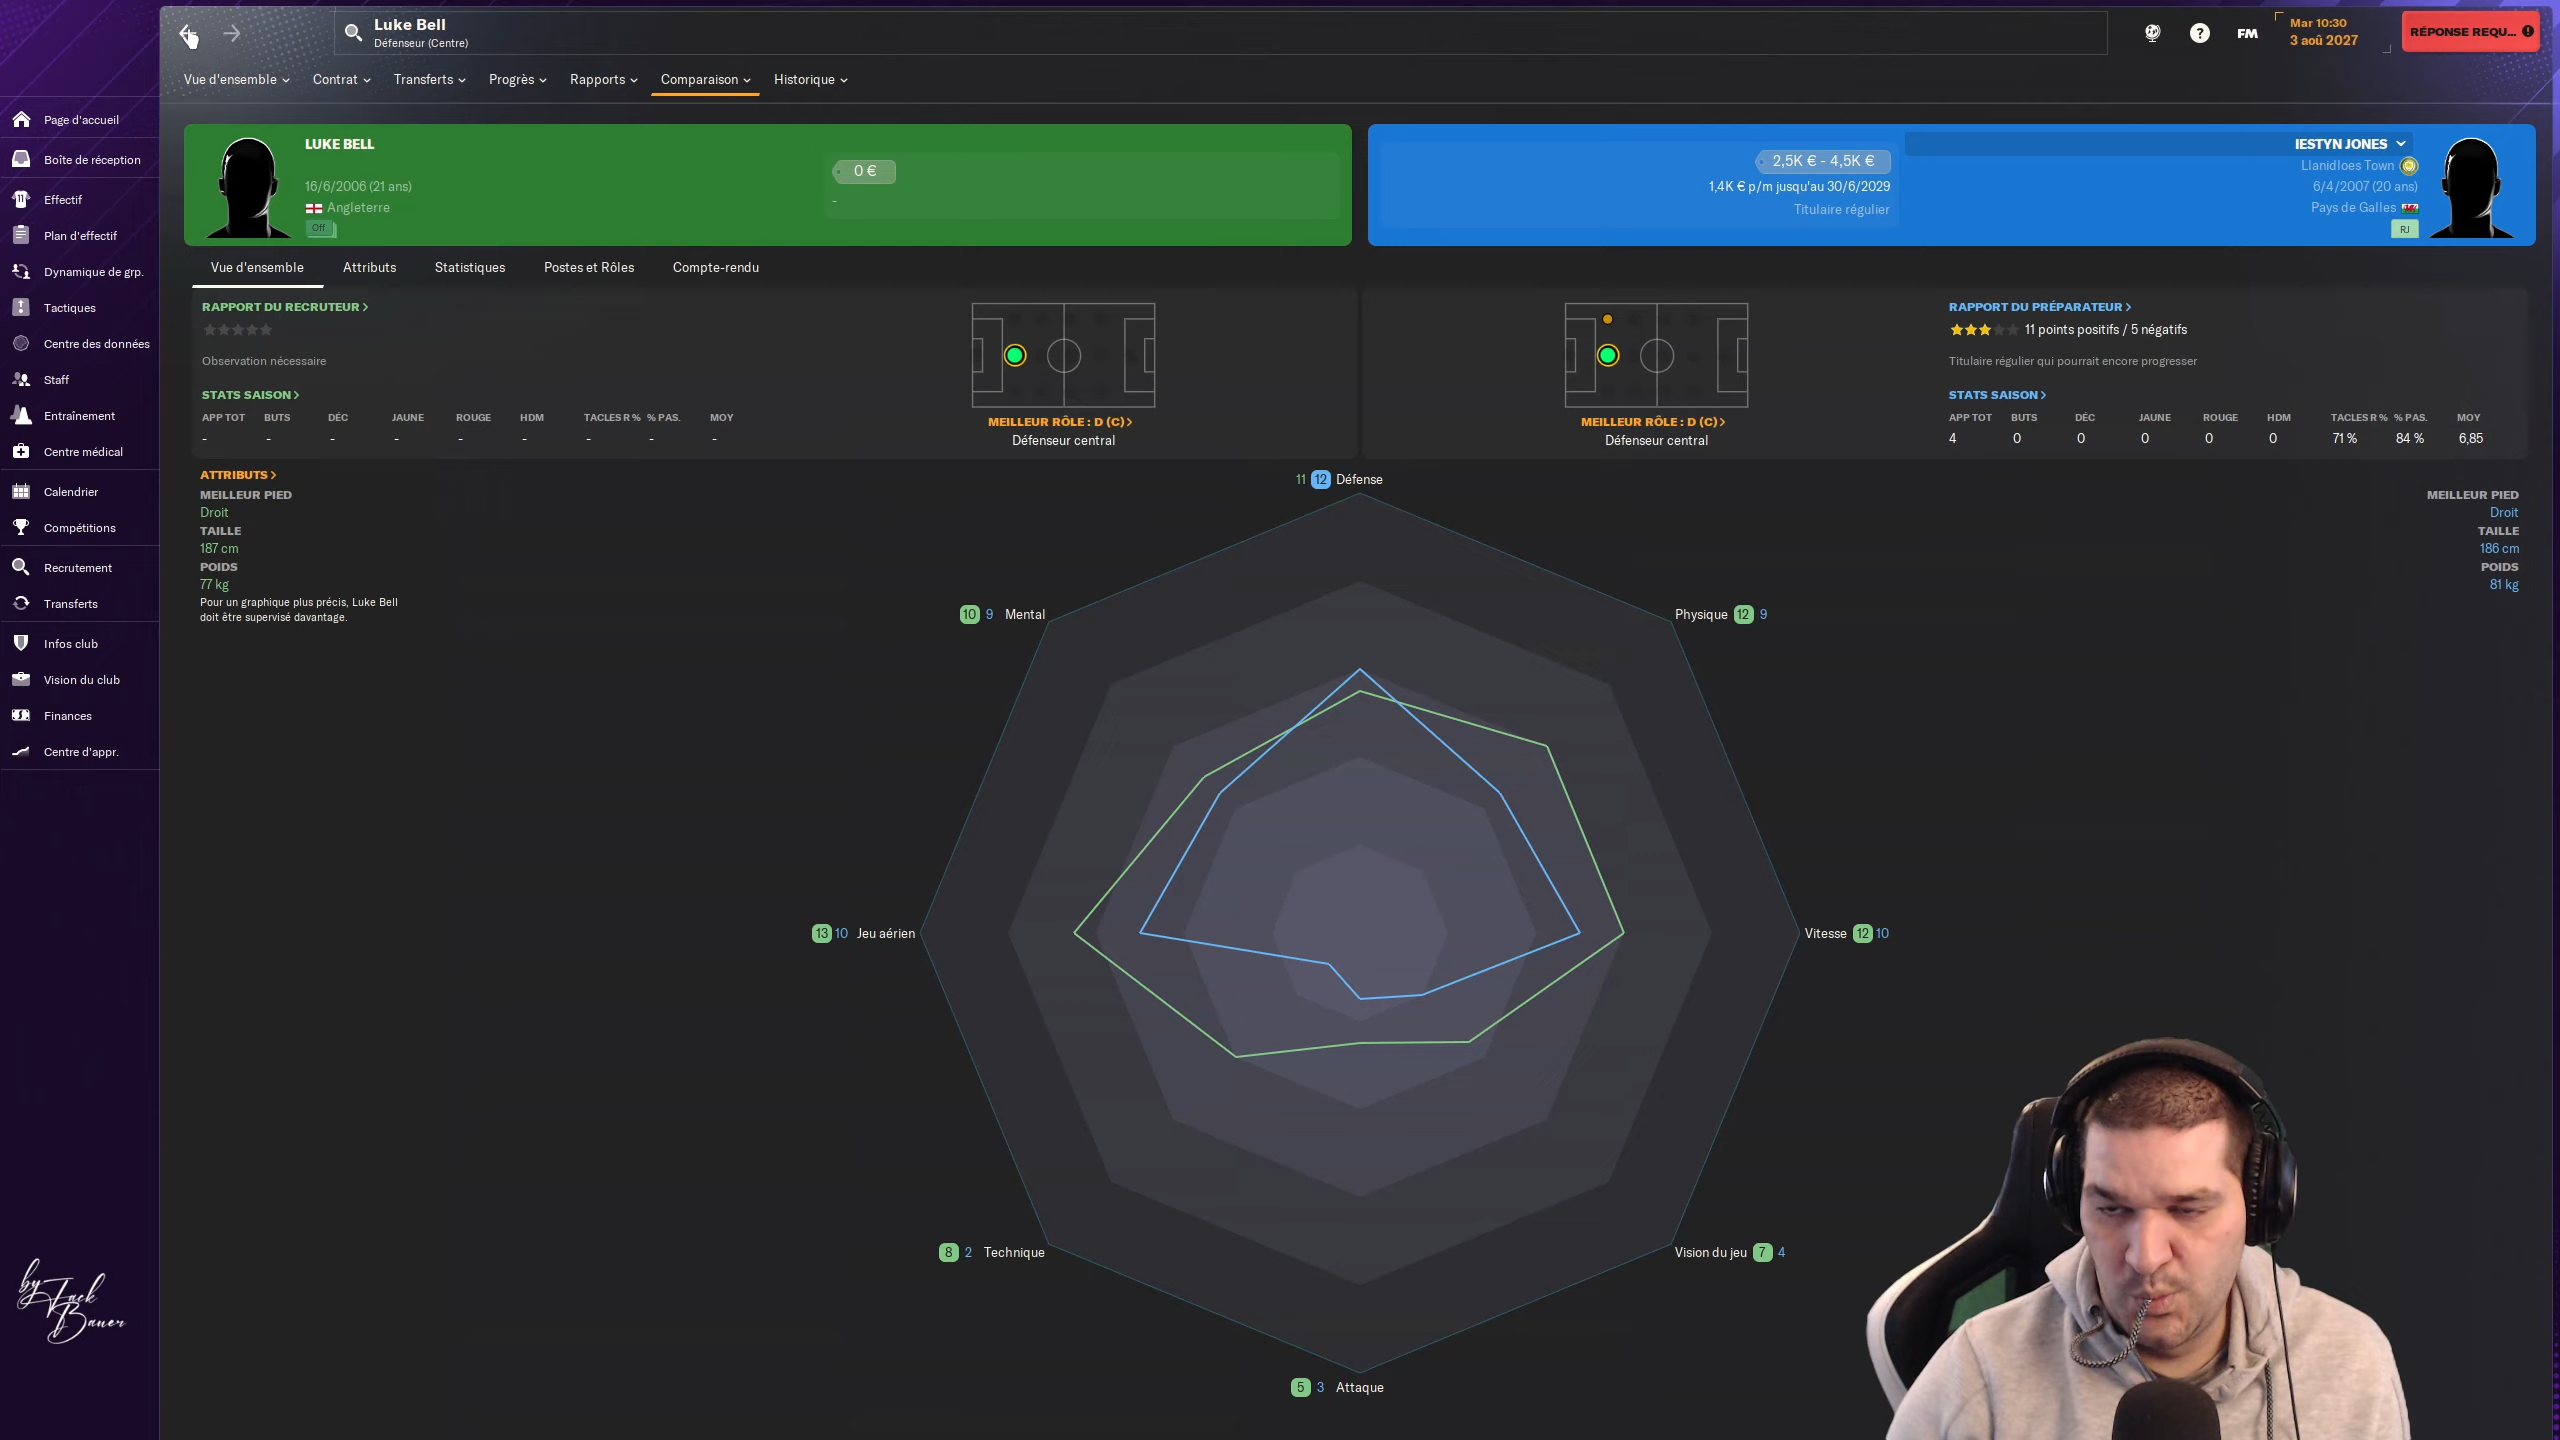 Luke Bell
Défenseur (Centre)
FM
Mar 10:30
3 aoû 2027
RÉPONSE REQU...
Vue d'ensemble
Contrat
Transferts
Progrès
Rapports
Comparaison
Historique
Page d'accueil
Boîte de réception
Effectif
Plan d'effectif
Dynamique de grp.
Tactiques
Centre des données
Staff
Entraînement
Centre médical
Calendrier
Compétitions
Recrutement
Transferts
Infos club
Vision du club
Finances
Centre d'appr.
by Jack Bauer
LUKE BELL
16/6/2006 (21 ans)
Angleterre
Off
0 €
-
2,5K € - 4,5K €
1,4K € p/m jusqu'au 30/6/2029
Titulaire régulier
IESTYN JONES
Llanidloes Town
6/4/2007 (20 ans)
Pays de Galles
RJ
Vue d'ensemble
Attributs
Statistiques
Postes et Rôles
Compte-rendu
RAPPORT DU RECRUTEUR
Observation nécessaire
STATS SAISON
APP TOT BUTS DÉC JAUNE ROUGE HDM TACLES R % % PAS. MOY
- - - - - - - - -
MEILLEUR RÔLE : D (C)
Défenseur central
MEILLEUR RÔLE : D (C)
Défenseur central
RAPPORT DU PRÉPARATEUR
11 points positifs / 5 négatifs
Titulaire régulier qui pourrait encore progresser
STATS SAISON
APP TOT BUTS DÉC JAUNE ROUGE HDM TACLES R % % PAS. MOY
4 0 0 0 0 0 71 % 84 % 6,85
ATTRIBUTS
MEILLEUR PIED
Droit
TAILLE
187 cm
POIDS
77 kg
Pour un graphique plus précis, Luke Bell
doit être supervisé davantage.
11 12 Défense
10 9 Mental
Physique 12 9
13 10 Jeu aérien
Vitesse 12 10
8 2 Technique
Vision du jeu 7 4
5 3 Attaque
MEILLEUR PIED
Droit
TAILLE
186 cm
POIDS
81 kg